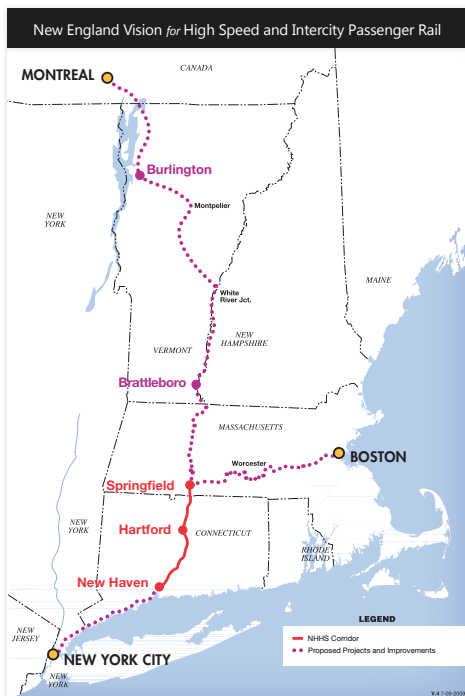 New England Vision for High Speed and Intercity Passenger Rail
MONTREAL
CANADA
Burlington
Montpelier
NEW
YORK
White
River Jct.
MAINE
NEW
HAMPSHIRE
VERMONT
Brattleboro
MASSACHUSETTS
Worcester
BOSTON
Springfield
NEW
YORK
Hartford
CONNECTICUT
RHODE
ISLAND
New Haven
LEGEND
NHHS Corridor
Proposed Projects and Improvements
NEW
JERSEY
NEW YORK CITY
NEW
YORK